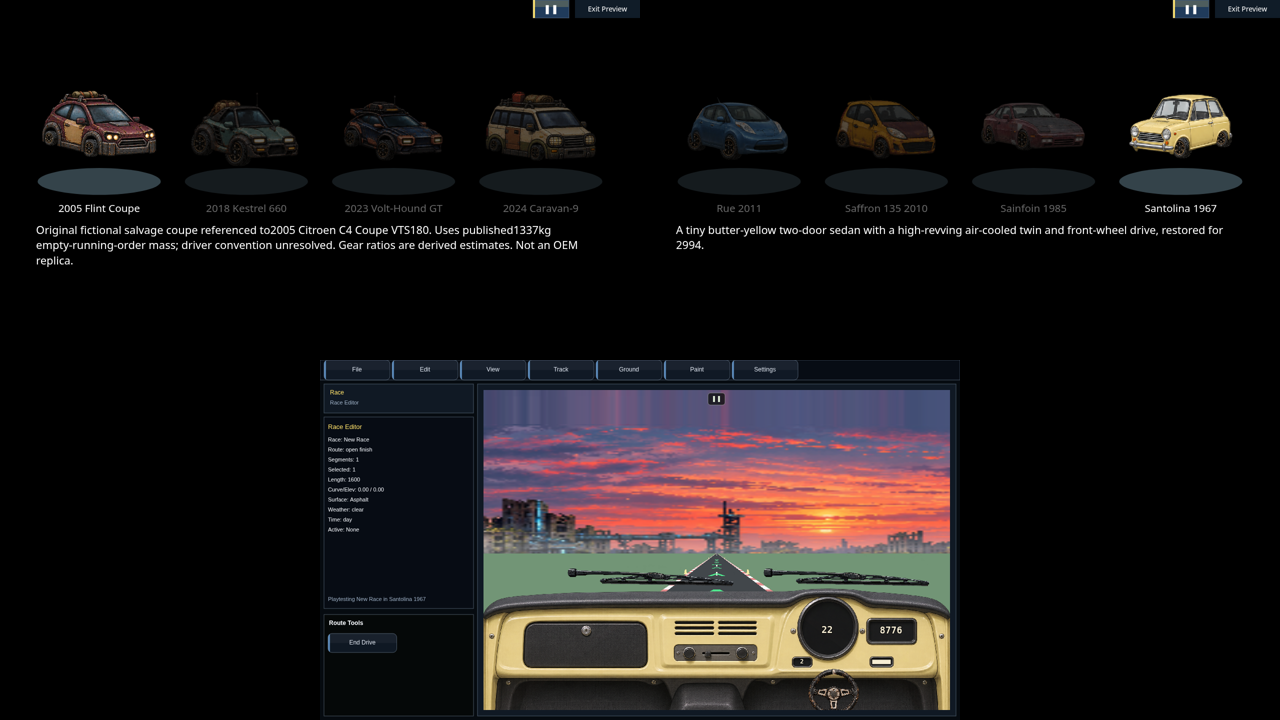 Exit Preview
Exit Preview
2005 Flint Coupe
2018 Kestrel 660
2023 Volt-Hound GT
2024 Caravan-9
Rue 2011
Saffron 135 2010
Sainfoin 1985
Santolina 1967
Original fictional salvage coupe referenced to2005 Citroen C4 Coupe VTS180. Uses published1337kg
empty-running-order mass; driver convention unresolved. Gear ratios are derived estimates. Not an OEM
replica.
A tiny butter-yellow two-door sedan with a high-revving air-cooled twin and front-wheel drive, restored for
2994.
File
Edit
View
Track
Ground
Paint
Settings
Race
Race Editor
Race Editor
Race: New Race
Route: open finish
Segments: 1
Selected: 1
Length: 1600
Curve/Elev: 0.00 / 0.00
Surface: Asphalt
Weather: clear
Time: day
Active: None
Playtesting New Race in Santolina 1967
Route Tools
End Drive
22
8776
2